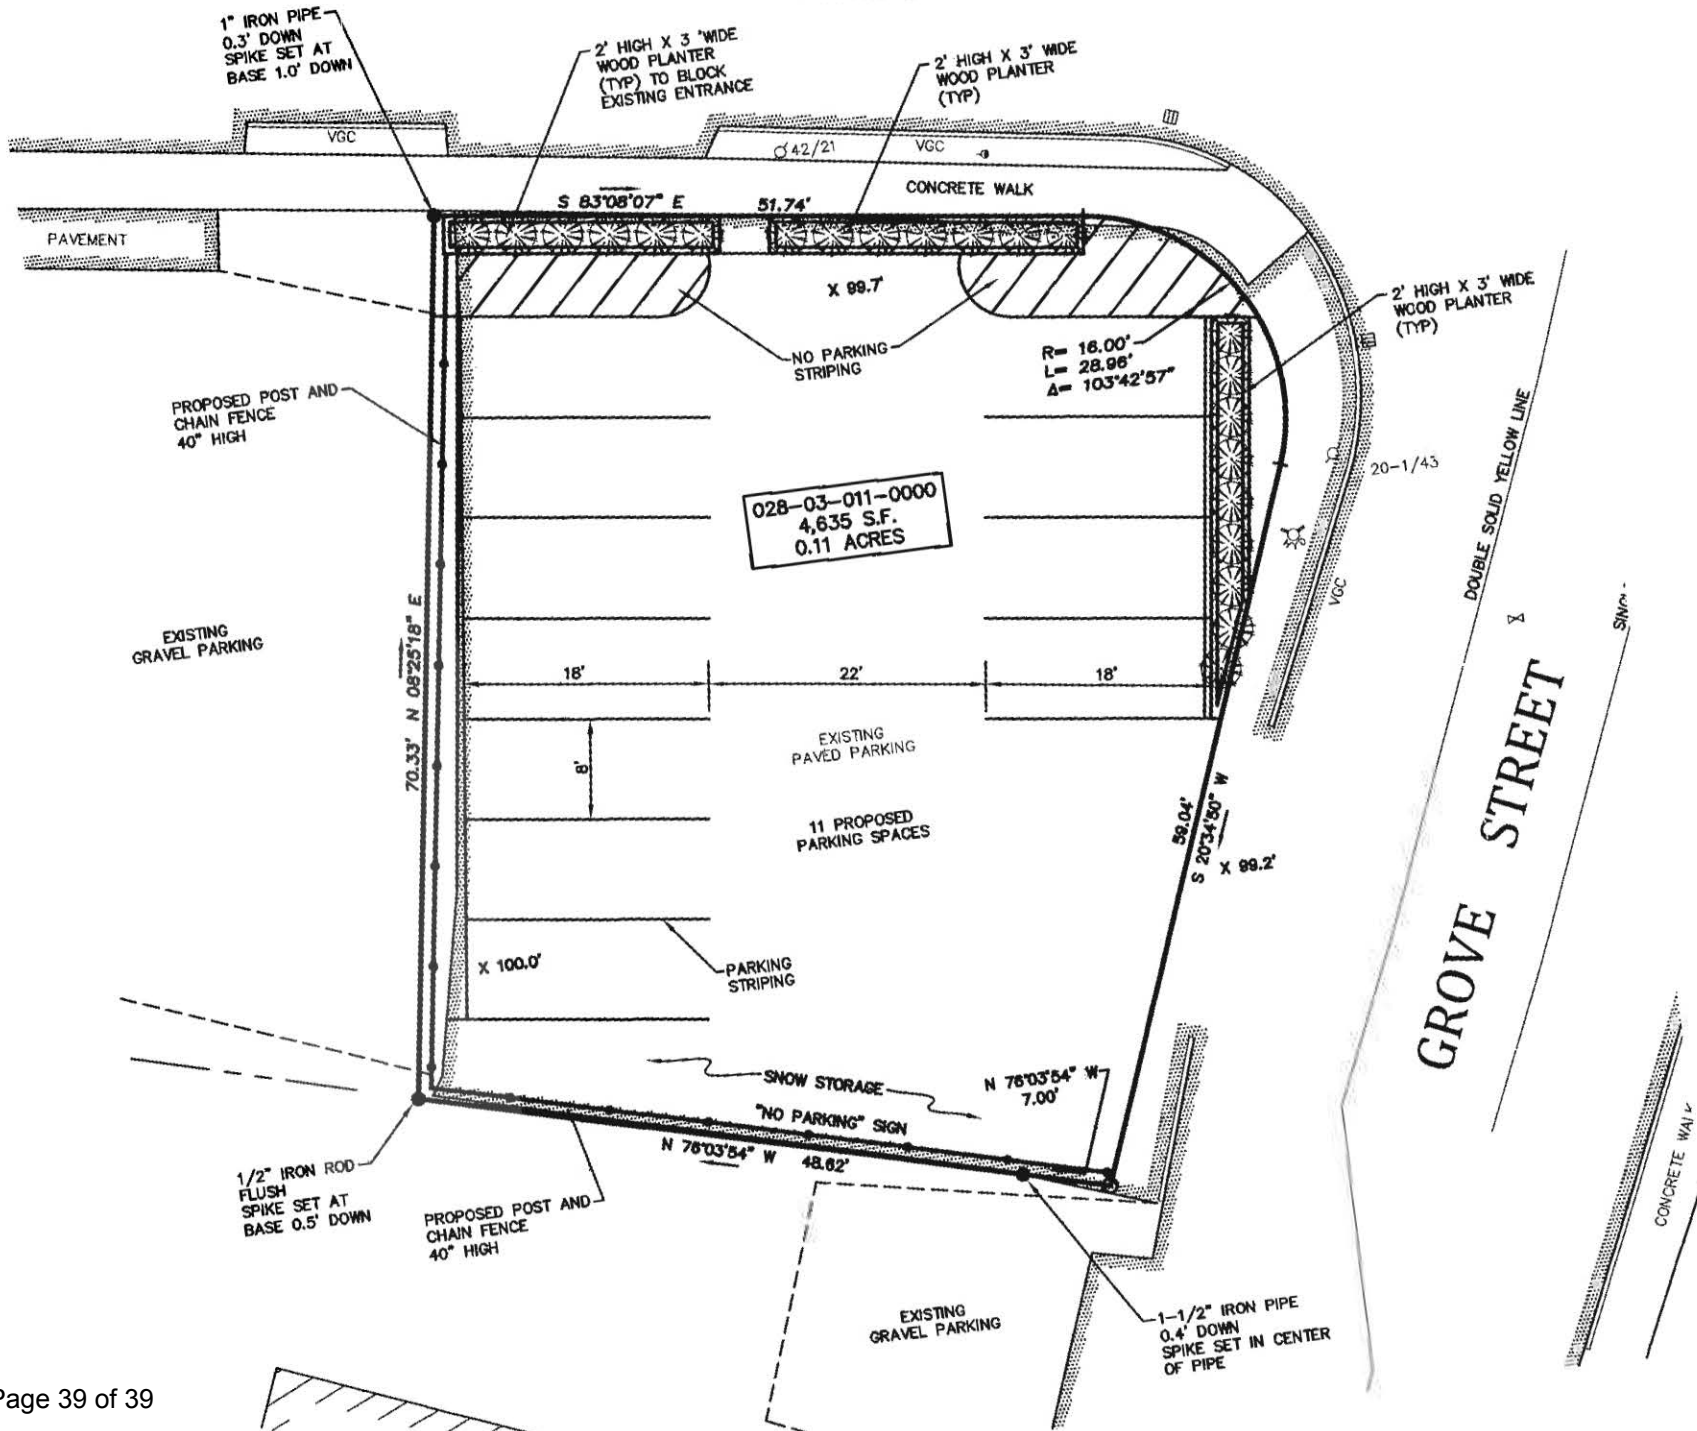 1" IRON PIPE
0.3' DOWN
SPIKE SET AT
BASE 1.0' DOWN
2' HIGH X 3 'WIDE
WOOD PLANTER
(TYP) TO BLOCK
EXISTING ENTRANCE
2' HIGH X 3' WIDE
WOOD PLANTER
(TYP)
VGC
42/21
VGC
CONCRETE WALK
S 83°08'07" E
51.74'
PAVEMENT
X 99.7'
2' HIGH X 3' WIDE
WOOD PLANTER
(TYP)
NO PARKING
STRIPING
R= 16.00'
L= 28.96'
Δ= 103°42'57"
PROPOSED POST AND
CHAIN FENCE
40" HIGH
DOUBLE SOLID YELLOW LINE
20-1/43
028-03-011-0000
4,635 S.F.
0.11 ACRES
VGC
70.33' N 08°25'18" E
EXISTING
GRAVEL PARKING
18'
22'
18'
8'
EXISTING
PAVED PARKING
11 PROPOSED
PARKING SPACES
59.04'
S 20°34'50" W
X 99.2'
GROVE STREET
X 100.0'
PARKING
STRIPING
SNOW STORAGE
N 76°03'54" W
7.00'
"NO PARKING" SIGN
N 76°03'54" W 48.62'
1/2" IRON ROD
FLUSH
SPIKE SET AT
BASE 0.5' DOWN
PROPOSED POST AND
CHAIN FENCE
40" HIGH
CONCRETE WALK
EXISTING
GRAVEL PARKING
1-1/2" IRON PIPE
0.4' DOWN
SPIKE SET IN CENTER
OF PIPE
Page 39 of 39